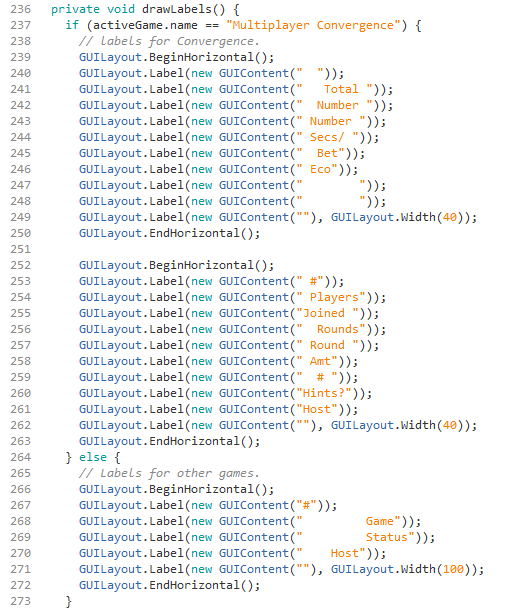 236 private void drawLabels() {
237   if (activeGame.name == "Multiplayer Convergence") {
238     // labels for Convergence.
239     GUILayout.BeginHorizontal();
240     GUILayout.Label(new GUIContent("  "));
241     GUILayout.Label(new GUIContent("   Total "));
242     GUILayout.Label(new GUIContent("  Number "));
243     GUILayout.Label(new GUIContent(" Number "));
244     GUILayout.Label(new GUIContent(" Secs/ "));
245     GUILayout.Label(new GUIContent("  Bet"));
246     GUILayout.Label(new GUIContent(" Eco"));
247     GUILayout.Label(new GUIContent("        "));
248     GUILayout.Label(new GUIContent("        "));
249     GUILayout.Label(new GUIContent(""), GUILayout.Width(40));
250     GUILayout.EndHorizontal();
251
252     GUILayout.BeginHorizontal();
253     GUILayout.Label(new GUIContent(" #"));
254     GUILayout.Label(new GUIContent(" Players"));
255     GUILayout.Label(new GUIContent("Joined "));
256     GUILayout.Label(new GUIContent("  Rounds"));
257     GUILayout.Label(new GUIContent(" Round "));
258     GUILayout.Label(new GUIContent(" Amt"));
259     GUILayout.Label(new GUIContent("  # "));
260     GUILayout.Label(new GUIContent("Hints?"));
261     GUILayout.Label(new GUIContent("Host"));
262     GUILayout.Label(new GUIContent(""), GUILayout.Width(40));
263     GUILayout.EndHorizontal();
264   } else {
265     // Labels for other games.
266     GUILayout.BeginHorizontal();
267     GUILayout.Label(new GUIContent("#"));
268     GUILayout.Label(new GUIContent("         Game"));
269     GUILayout.Label(new GUIContent("         Status"));
270     GUILayout.Label(new GUIContent("    Host"));
271     GUILayout.Label(new GUIContent(""), GUILayout.Width(100));
272     GUILayout.EndHorizontal();
273   }